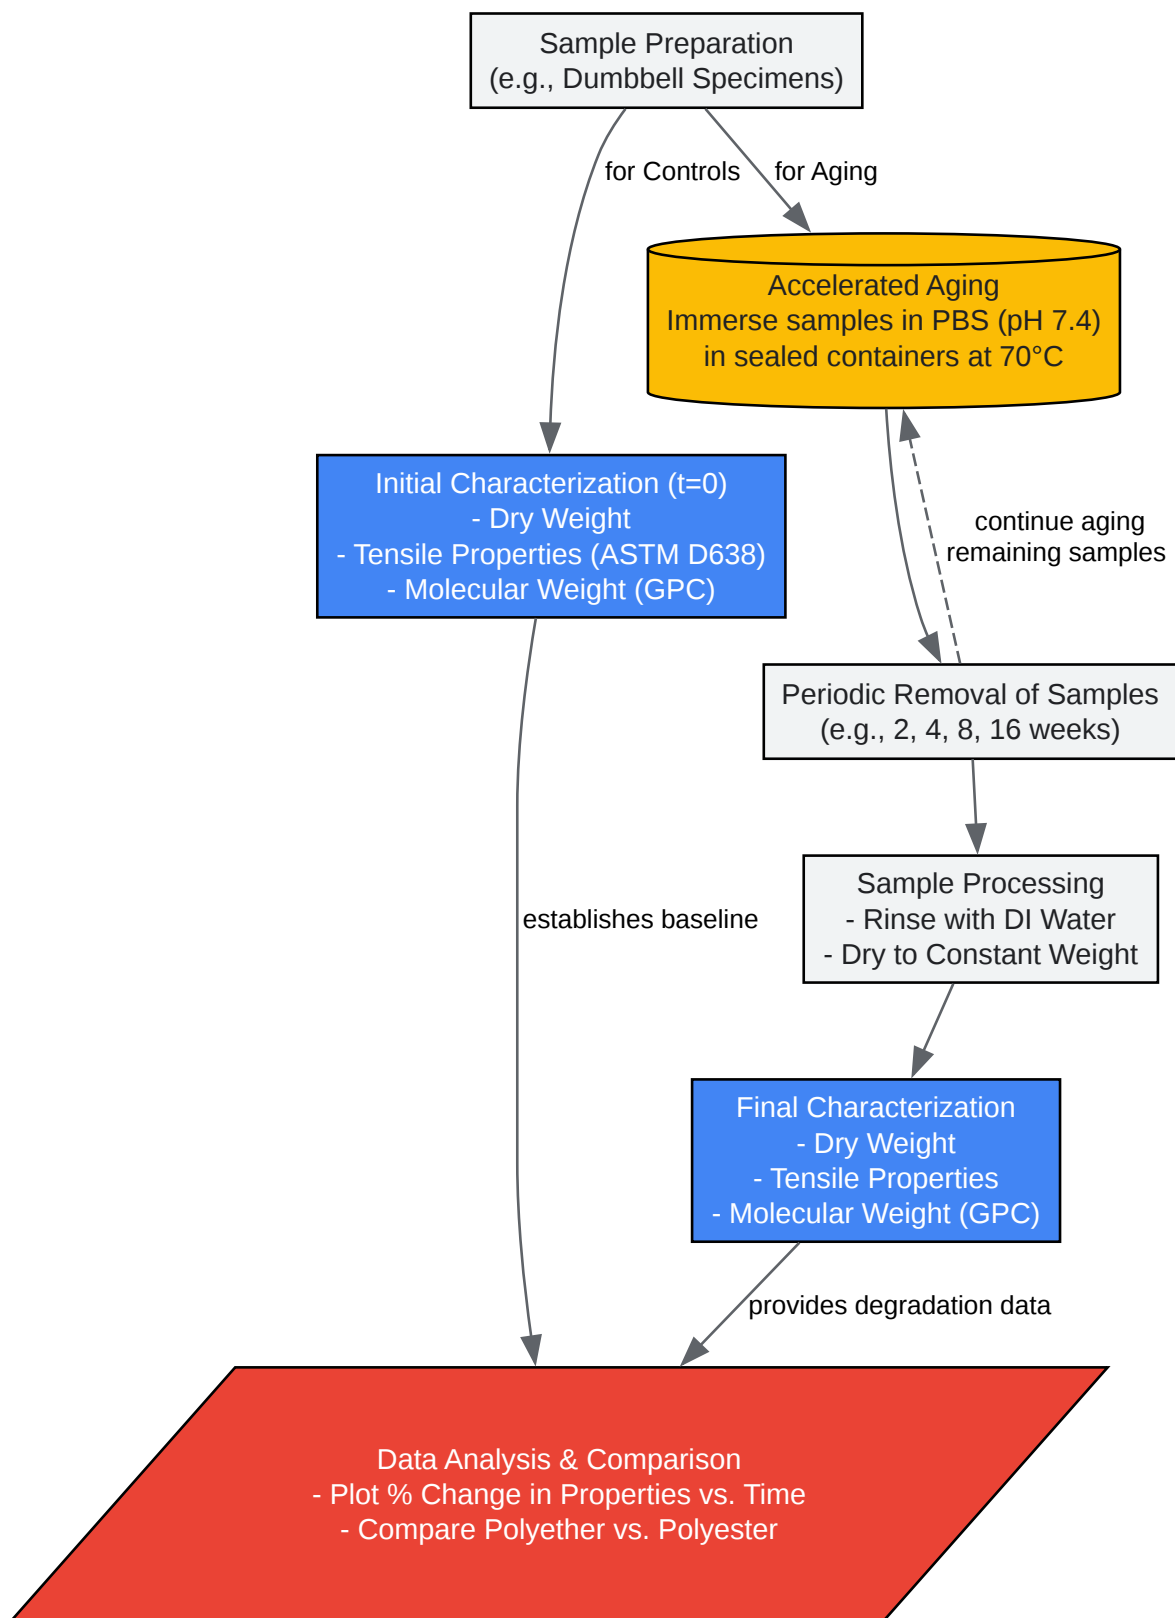 Sample Preparation
(e.g., Dumbbell Specimens)
for Controls
for Aging
Accelerated Aging
Immerse samples in PBS (pH 7.4)
in sealed containers at 70°C
Initial Characterization (t=0)
- Dry Weight
- Tensile Properties (ASTM D638)
- Molecular Weight (GPC)
continue aging
remaining samples
Periodic Removal of Samples
(e.g., 2, 4, 8, 16 weeks)
Sample Processing
- Rinse with DI Water
- Dry to Constant Weight
establishes baseline
Final Characterization
- Dry Weight
- Tensile Properties
- Molecular Weight (GPC)
provides degradation data
Data Analysis & Comparison
- Plot % Change in Properties vs. Time
- Compare Polyether vs. Polyester